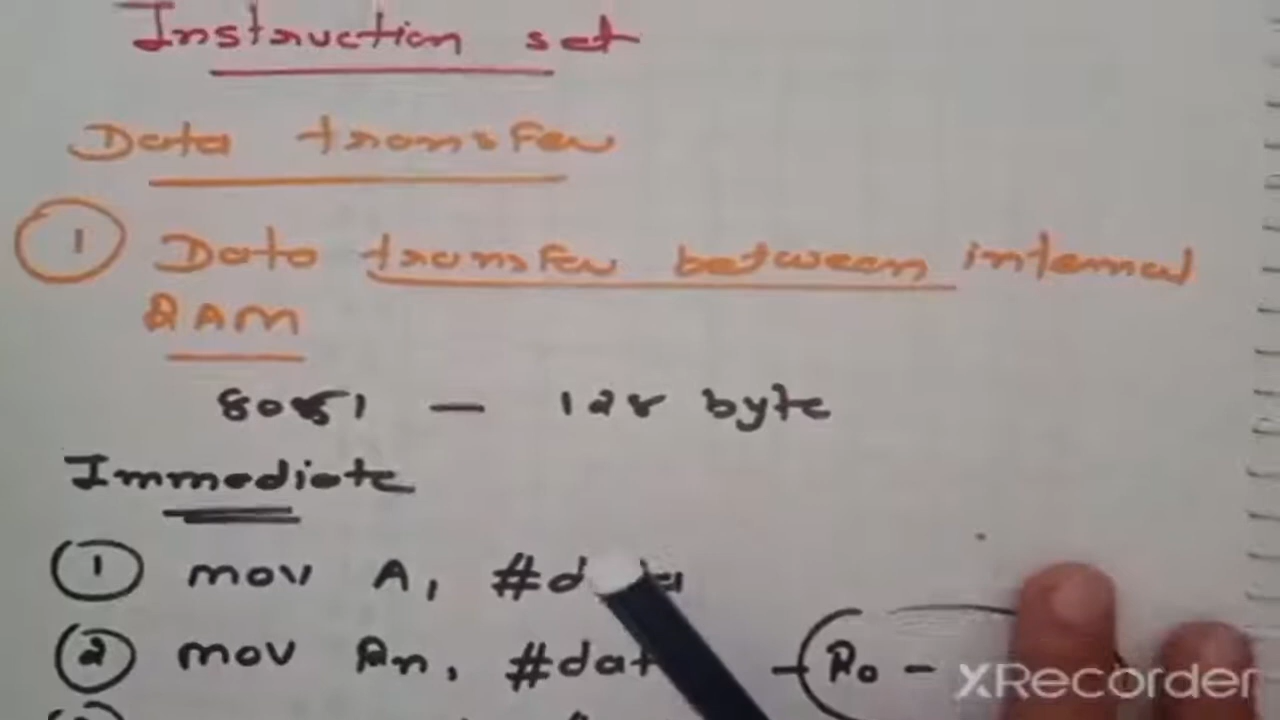 Instruction set
Data transfer
1 Data transfer between internal
RAM
8051 - 128 byte
Immediate
1 mov A, #data
2 mov Rn, #dat
R0 -
XRecorder